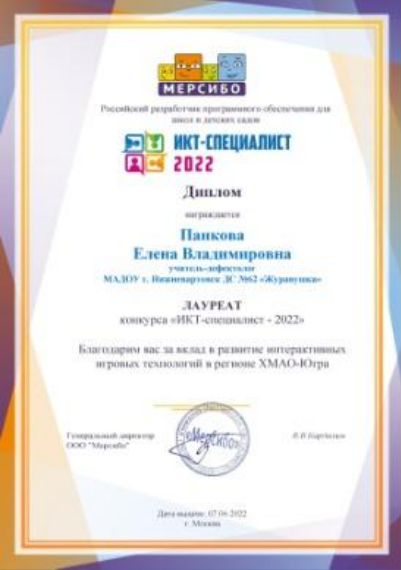 МЕРСИБО
Российский разработчик программного обеспечения для
школ и детских садов
ИКТ-СПЕЦИАЛИСТ
2022
Диплом
награждается
Панкова
Елена Владимировна
учитель-дефектолог
МАДОУ г. Нижневартовск ДС №62 «Журавушка»
ЛАУРЕАТ
конкурса «ИКТ-специалист - 2022»
Благодарим вас за вклад в развитие интерактивных
игровых технологий в регионе ХМАО-Югра
Генеральный директор
ООО "Мерсибо"
«Мерсибо»
Дата выдачи: 07.06.2022
г. Москва